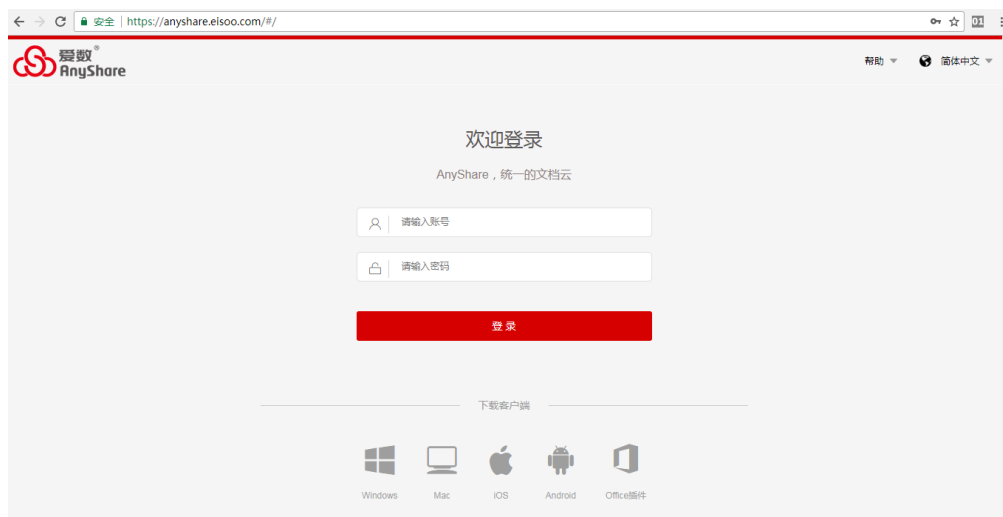 安全 | https://anyshare.eisoo.com/#/
01
爱数®
AnyShare
帮助
简体中文
欢迎登录
AnyShare，统一的文档云
请输入账号
请输入密码
登 录
下载客户端
Windows Mac iOS Android Office插件